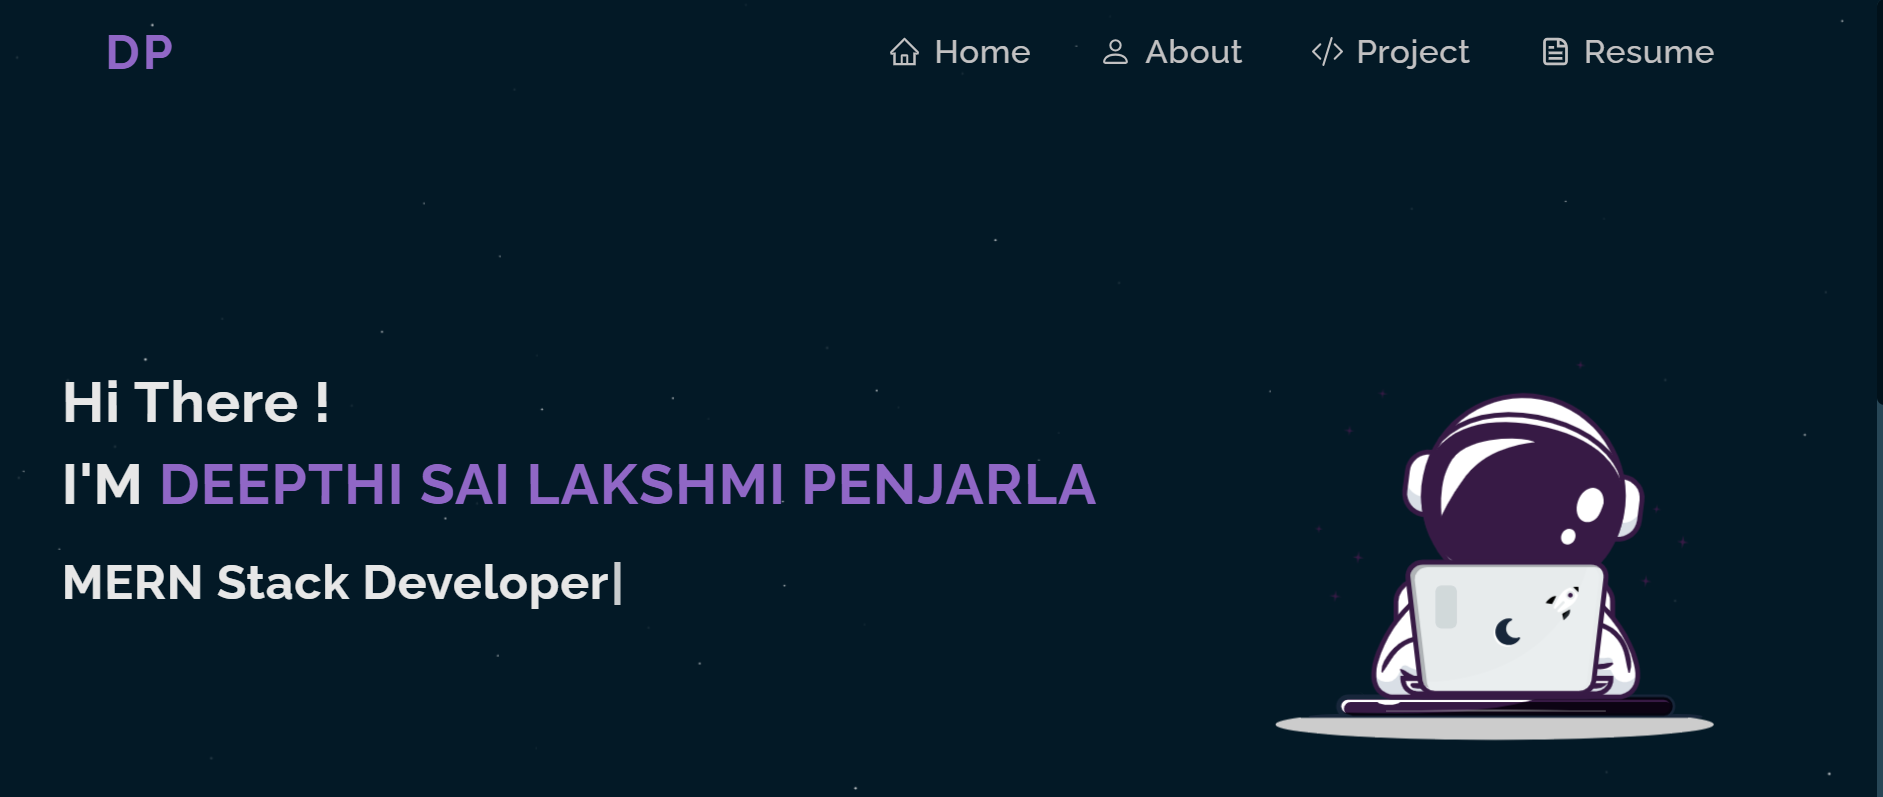 DP
Home About Project Resume
Hi There !
I'M DEEPTHI SAI LAKSHMI PENJARLA
MERN Stack Developer|